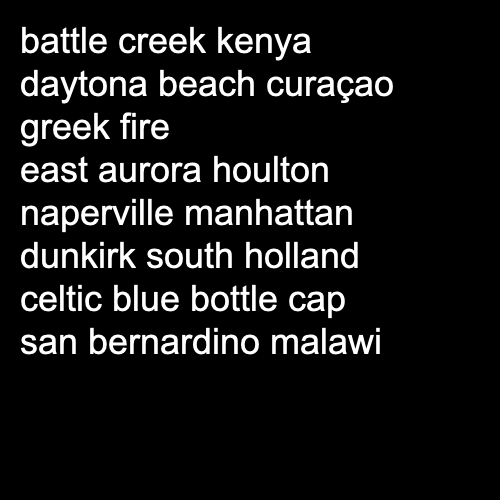 battle creek kenya
daytona beach curaçao
greek fire
east aurora houlton
naperville manhattan
dunkirk south holland
celtic blue bottle cap
san bernardino malawi